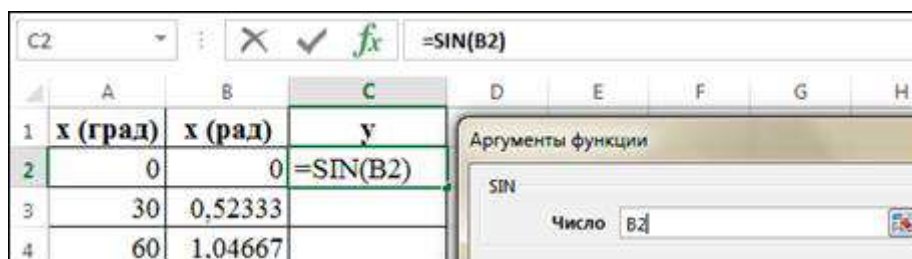 C2 fx =SIN(B2)
A B C D E F G H
1 x (град) x (рад) y
Аргументы функции
2 0 0 =SIN(B2)
SIN
3 30 0,52333
Число B2
4 60 1,04667